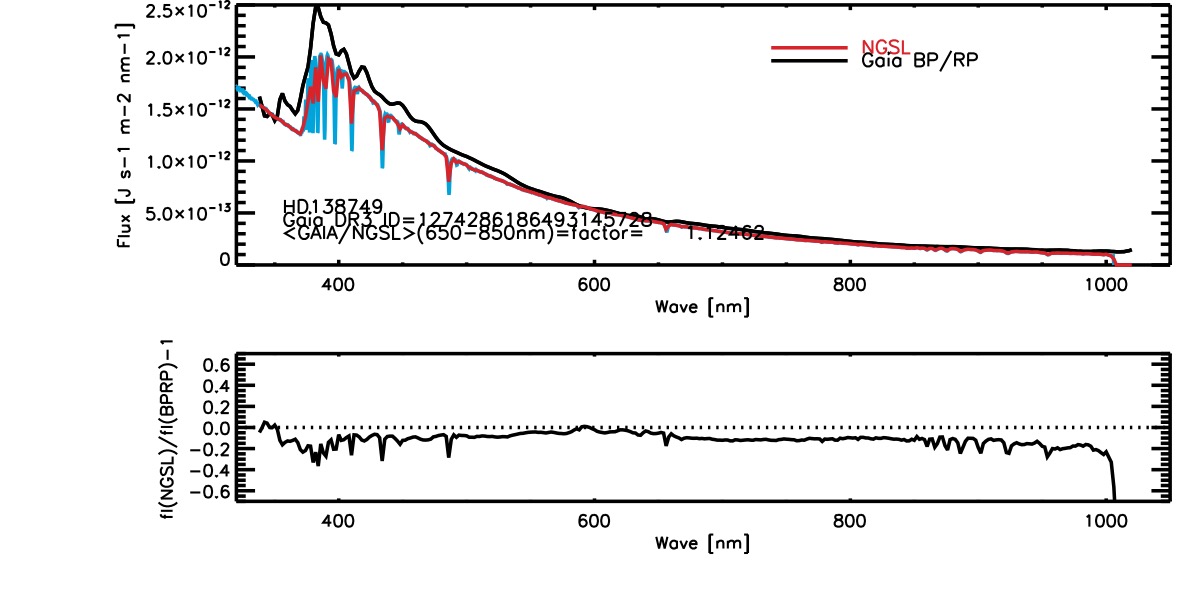 2.5×10−12
2.0×10−12
1.5×10−12
1.0×10−12
5.0×10−13
0
Flux [J s−1 m−2 nm−1]
NGSL
Gaia BP/RP
HD138749
Gaia DR3 ID=1274286186493145728
<GAIA/NGSL>(650−850nm)=factor= 1.12462
400 600 800 1000
Wave [nm]
0.6
0.4
0.2
0.0
−0.2
−0.4
−0.6
fl(NGSL)/fl(BPRP)−1
400 600 800 1000
Wave [nm]